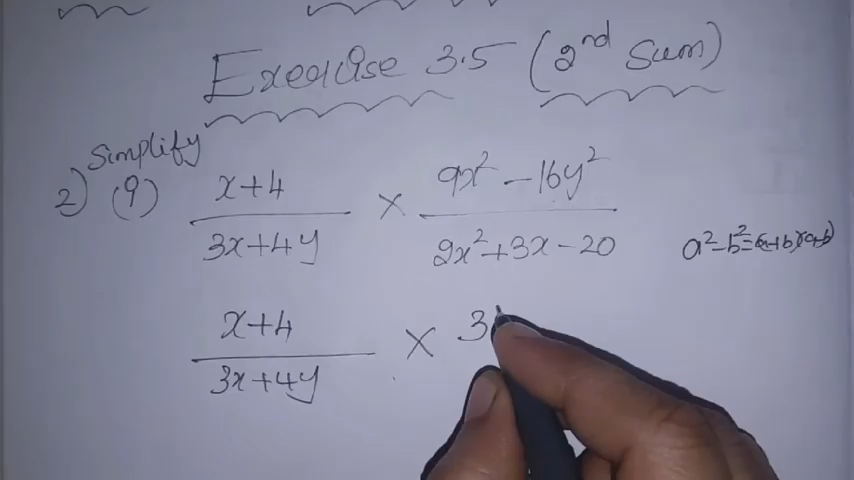 Exercise 3.5 (2nd Sum)
Simplify
2) (i) x+4 / 3x+4y × 9x² - 16y² / 2x²+3x-20
a²-b²=(a+b)(a-b)
x+4 / 3x+4y × 3